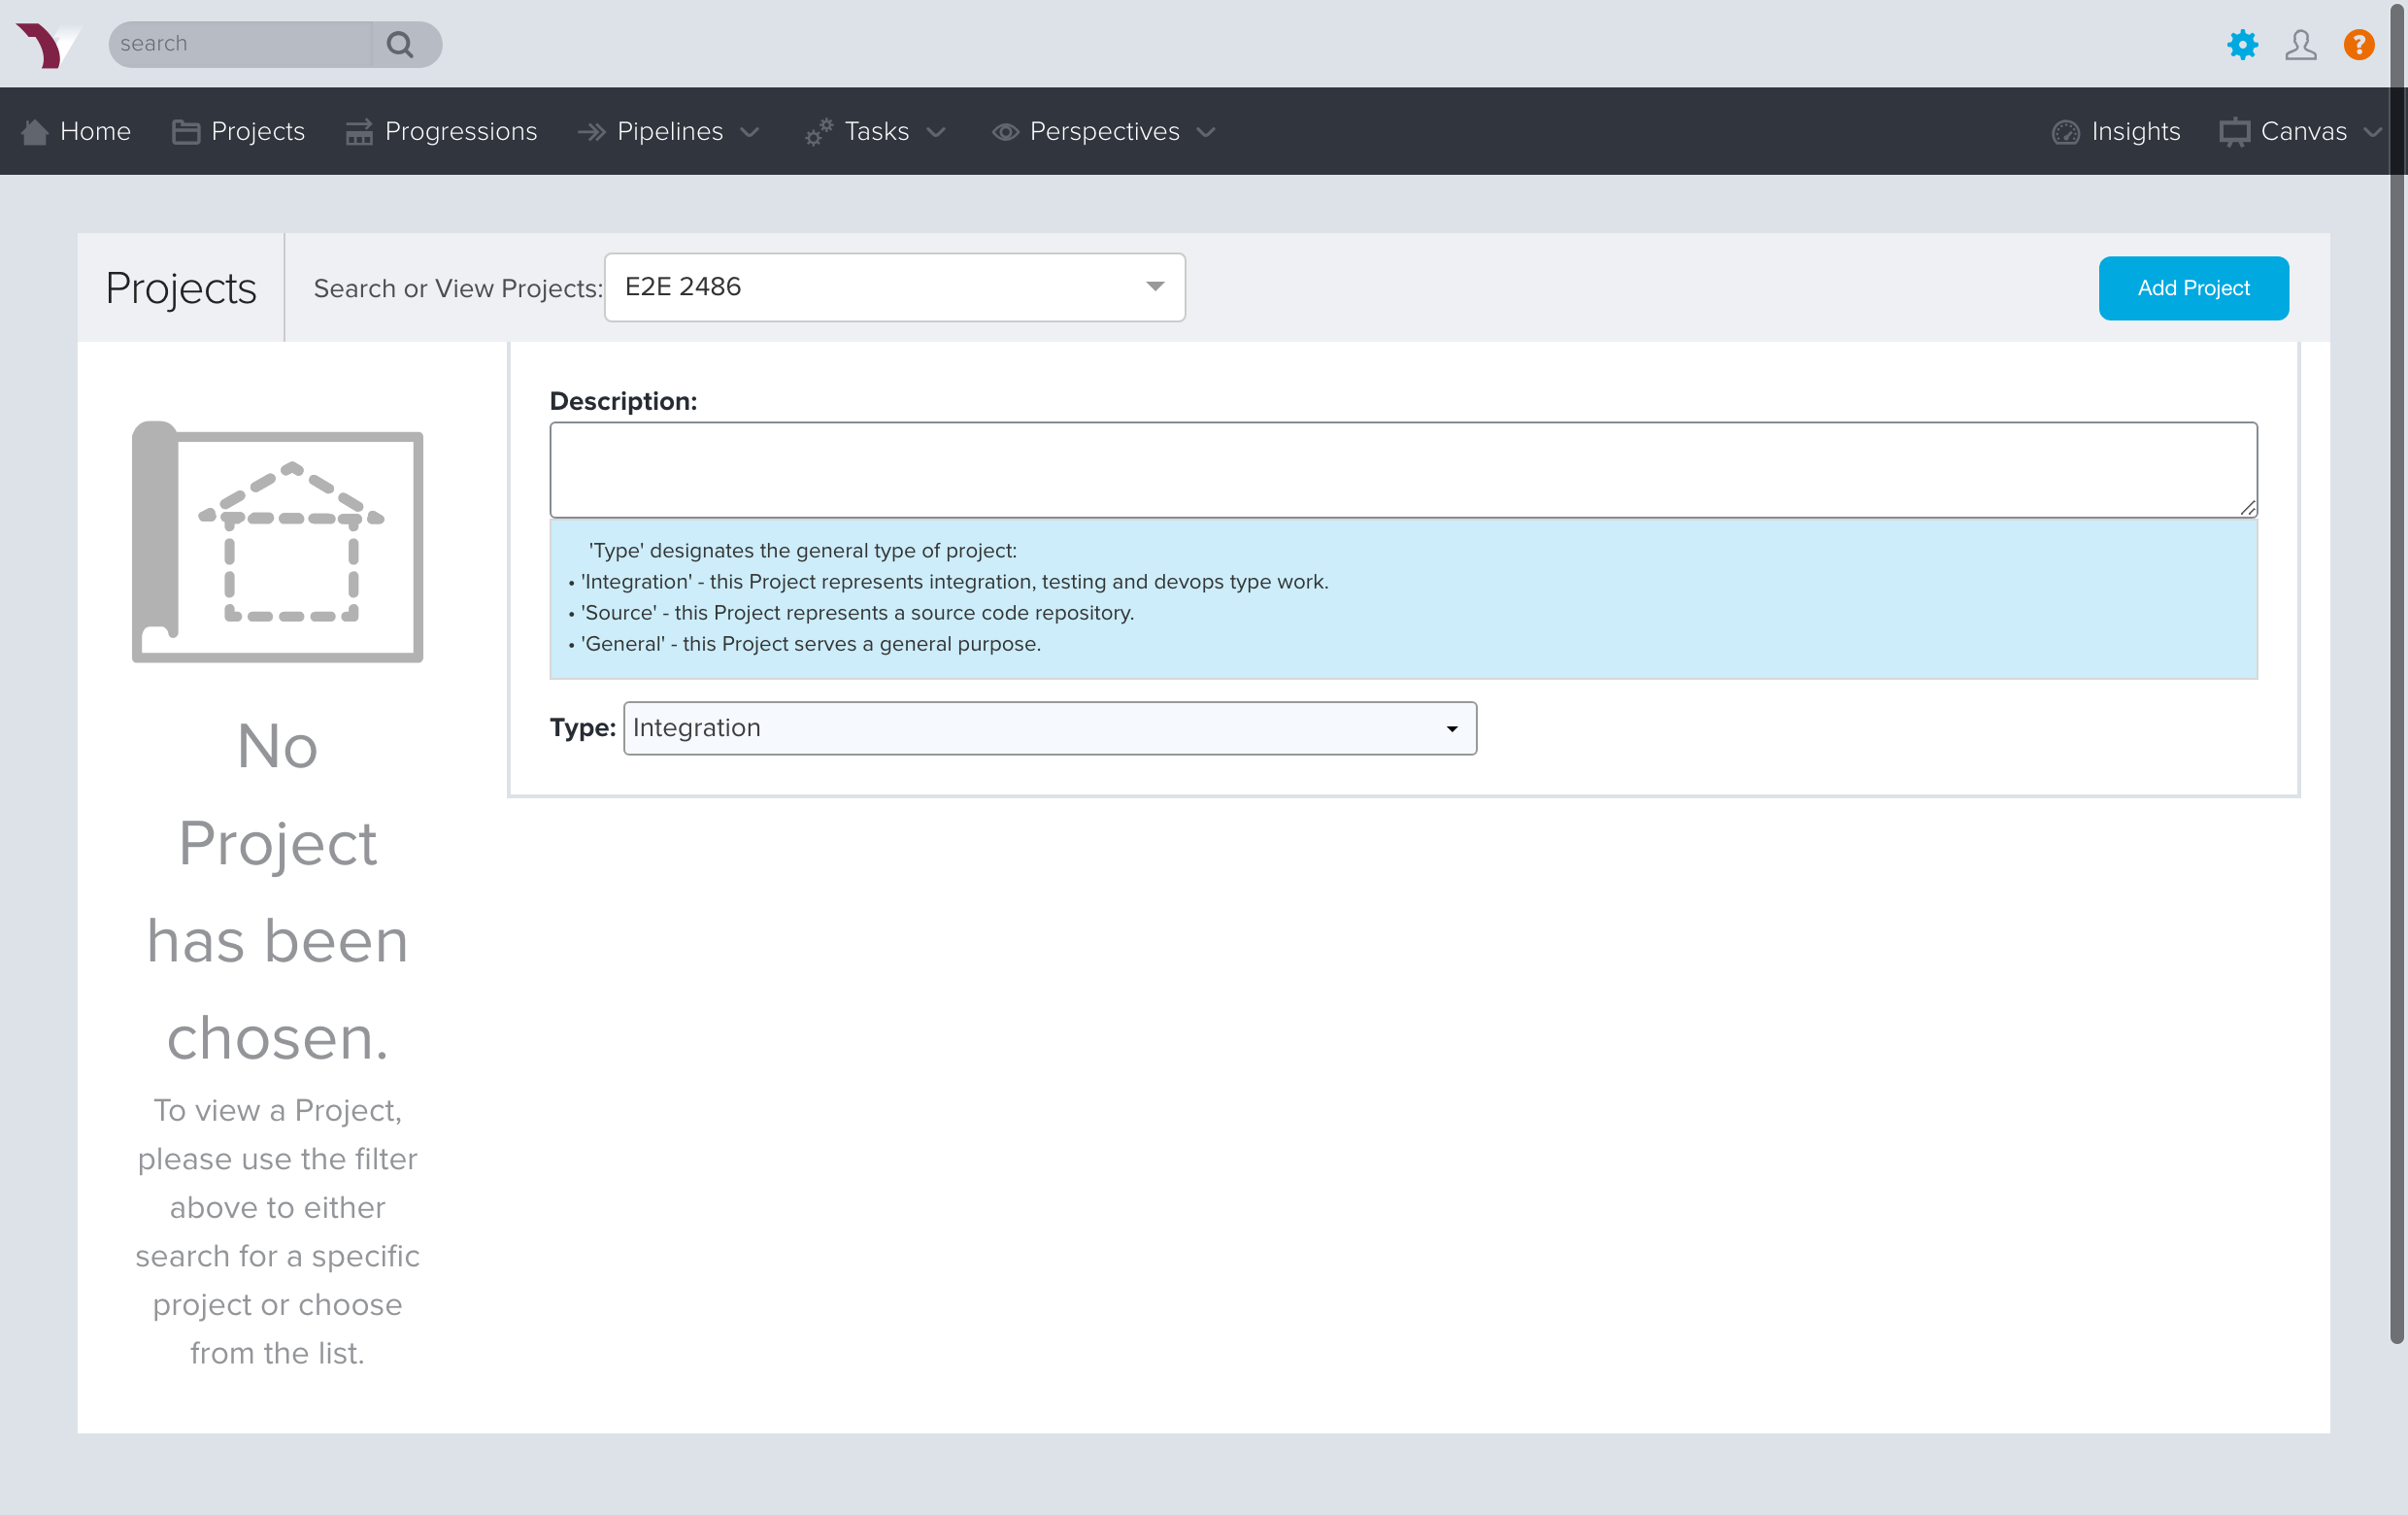 search
?
Home
Projects
Progressions
Pipelines
Tasks
Perspectives
Insights
Canvas
Projects
Search or View Projects:
E2E 2486
Add Project
Description:
'Type' designates the general type of project:
• 'Integration' - this Project represents integration, testing and devops type work.
• 'Source' - this Project represents a source code repository.
• 'General' - this Project serves a general purpose.
Type:
Integration
No
Project
has been
chosen.
To view a Project,
please use the filter
above to either
search for a specific
project or choose
from the list.